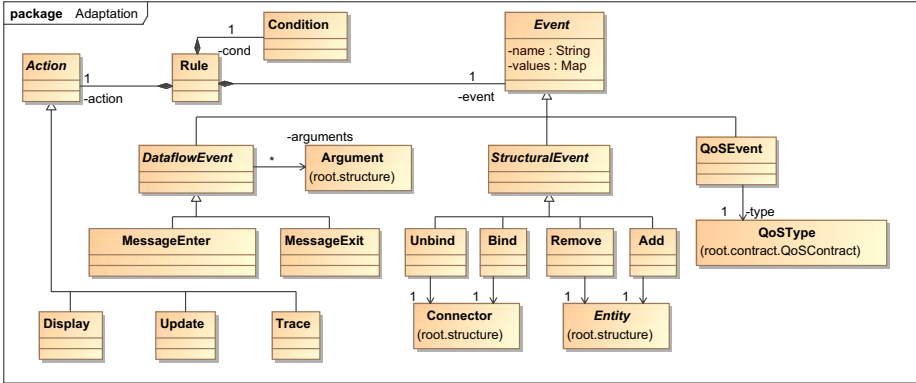 package Adaptation
Condition
Event
-name : String
-values : Map
1
-cond
Action
Rule
1
-action
1
-event
DataflowEvent
-arguments
*
Argument
(root.structure)
StructuralEvent
QoSEvent
1
-type
QoSType
(root.contract.QoSContract)
MessageEnter
MessageExit
Unbind
Bind
Remove
Add
1
1
1
1
Connector
(root.structure)
Entity
(root.structure)
Display
Update
Trace